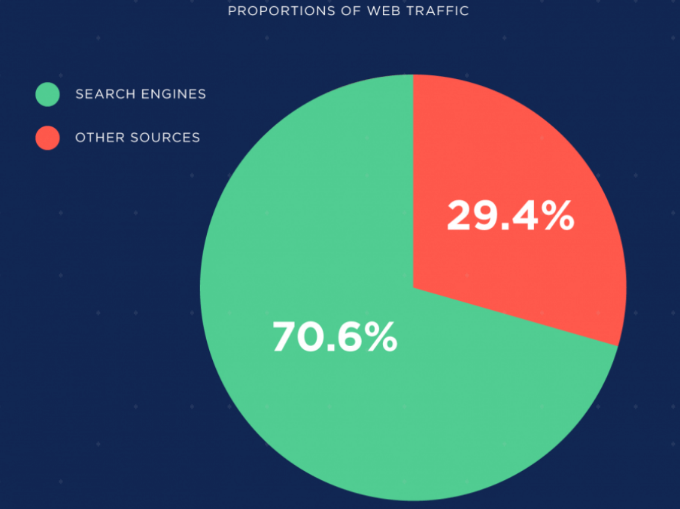 PROPORTIONS OF WEB TRAFFIC
SEARCH ENGINES
OTHER SOURCES
29.4%
70.6%